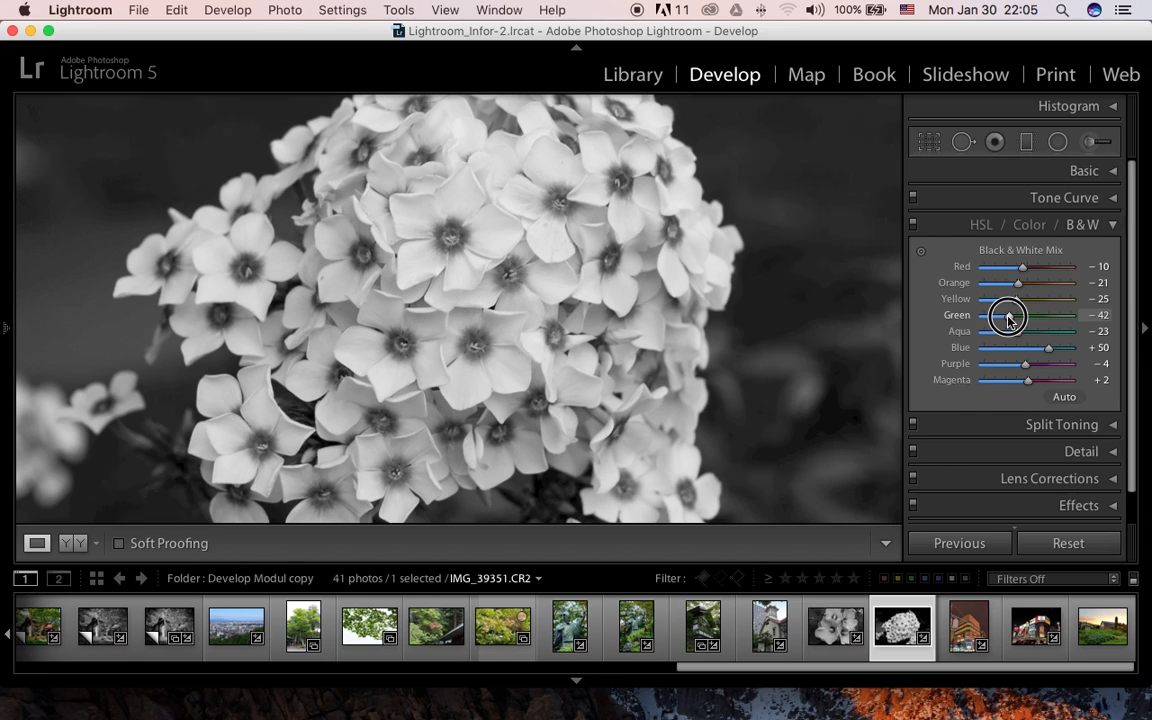 Lightroom File Edit Develop Photo Settings Tools View Window Help 11 100% Mon Jan 30 22:05
Lightroom_Infor-2.lrcat - Adobe Photoshop Lightroom - Develop
Lr Adobe Photoshop
Lightroom 5
Library Develop Map Book Slideshow Print Web
Histogram
Basic
Tone Curve
HSL / Color / B&W
Black & White Mix
Red - 10
Orange - 21
Yellow - 25
Green - 42
Aqua - 23
Blue + 50
Purple - 4
Magenta + 2
Auto
Split Toning
Detail
Lens Corrections
Effects
YY Soft Proofing
Previous Reset
1 2 Folder : Develop Modul copy 41 photos / 1 selected / IMG_39351.CR2 Filter : Filters Off